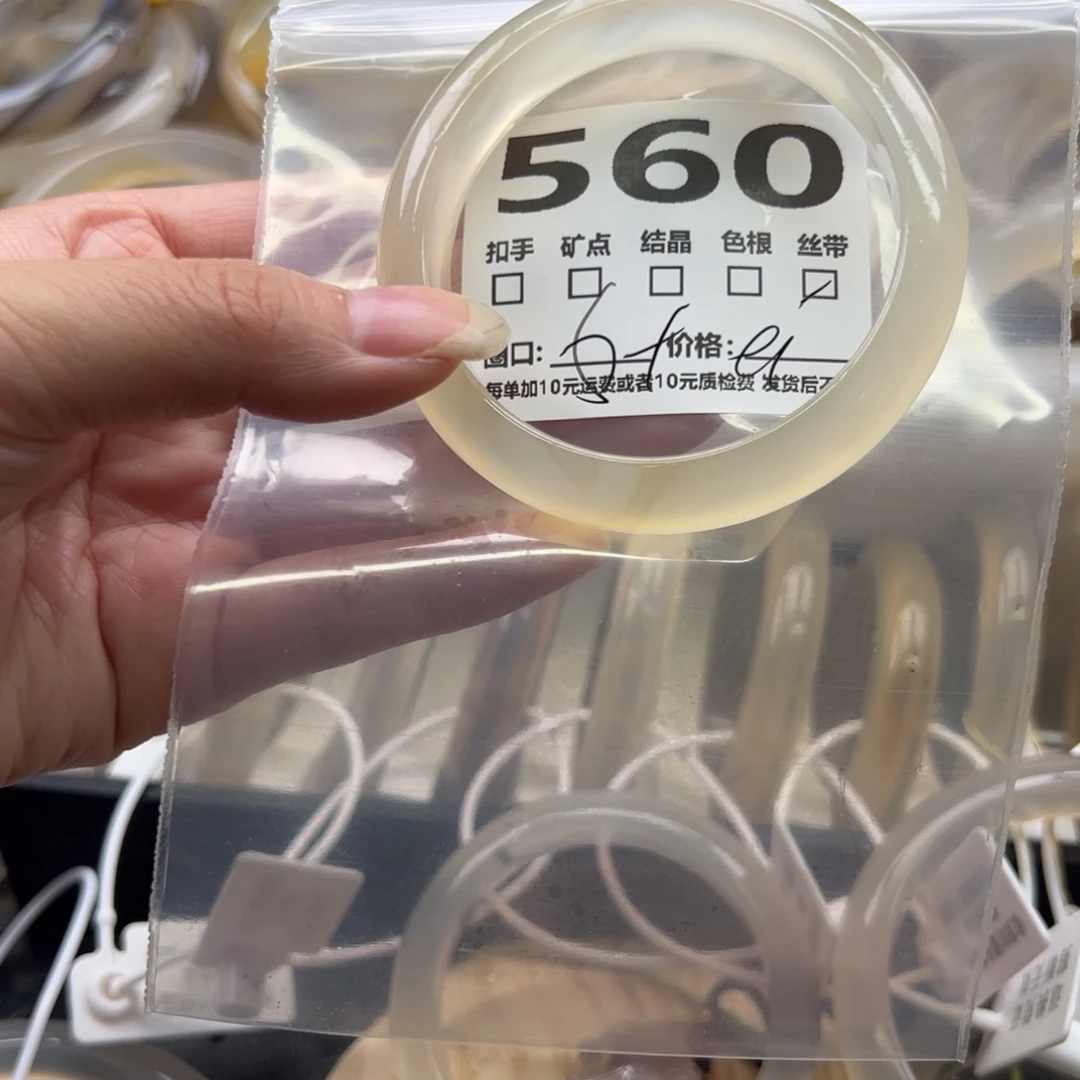 560
扣手 矿点 结晶 色根 丝带
圈口: 价格:
每单加10元运费或者10元质检费 发货后不